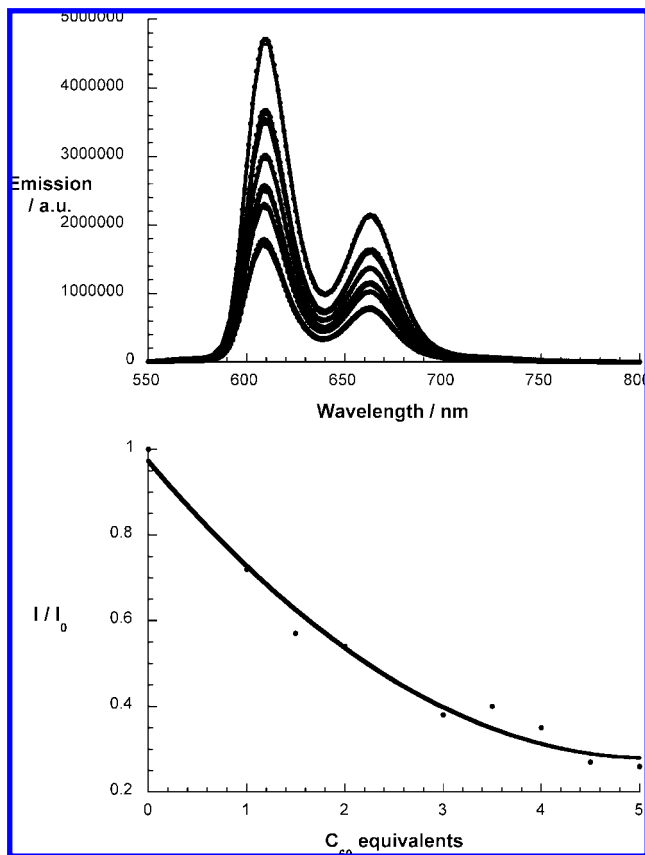 5000000
4000000
3000000
Emission
/ a.u.
2000000
1000000
0
550 600 650 700 750 800
Wavelength / nm
1
0.8
I / I0
0.6
0.4
0.2
0 1 2 3 4 5
C60 equivalents